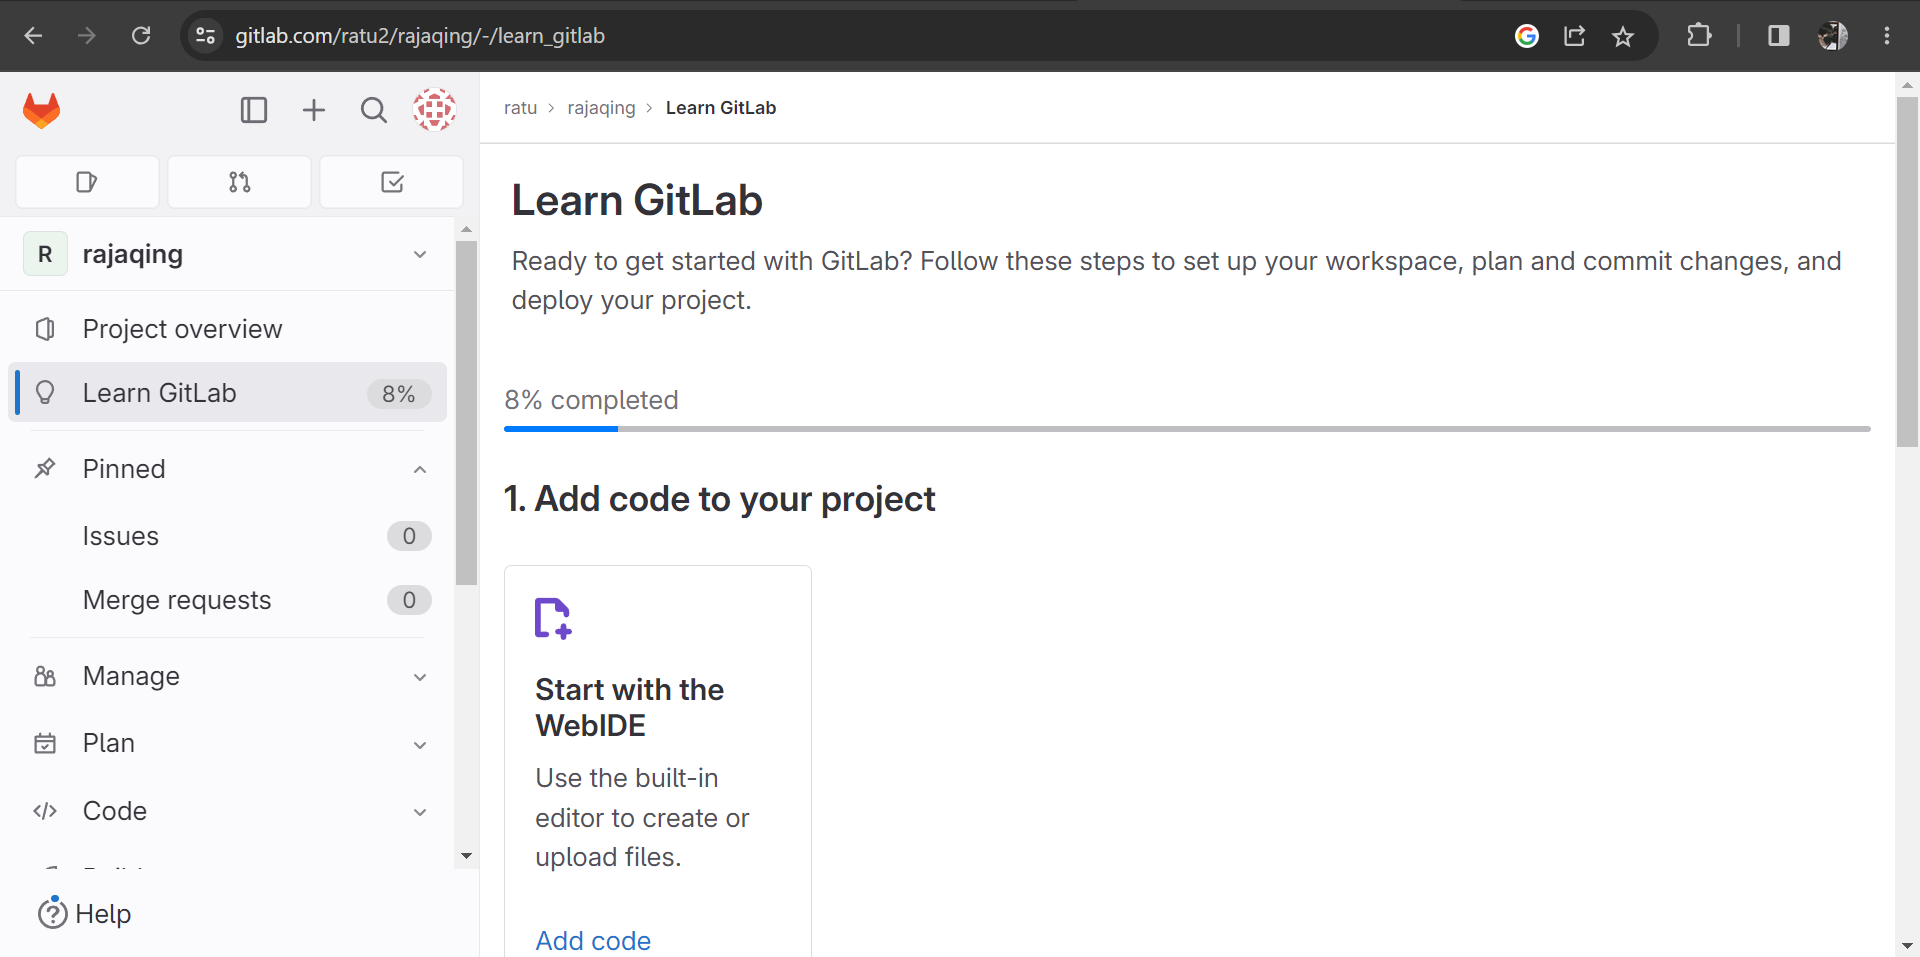 gitlab.com/ratu2/rajaqing/-/learn_gitlab
ratu > rajaqing > Learn GitLab
R rajaqing
Project overview
Learn GitLab 8%
Pinned
Issues 0
Merge requests 0
Manage
Plan
Code
Help
Learn GitLab
Ready to get started with GitLab? Follow these steps to set up your workspace, plan and commit changes, and
deploy your project.
8% completed
1. Add code to your project
Start with the
WebIDE
Use the built-in
editor to create or
upload files.
Add code